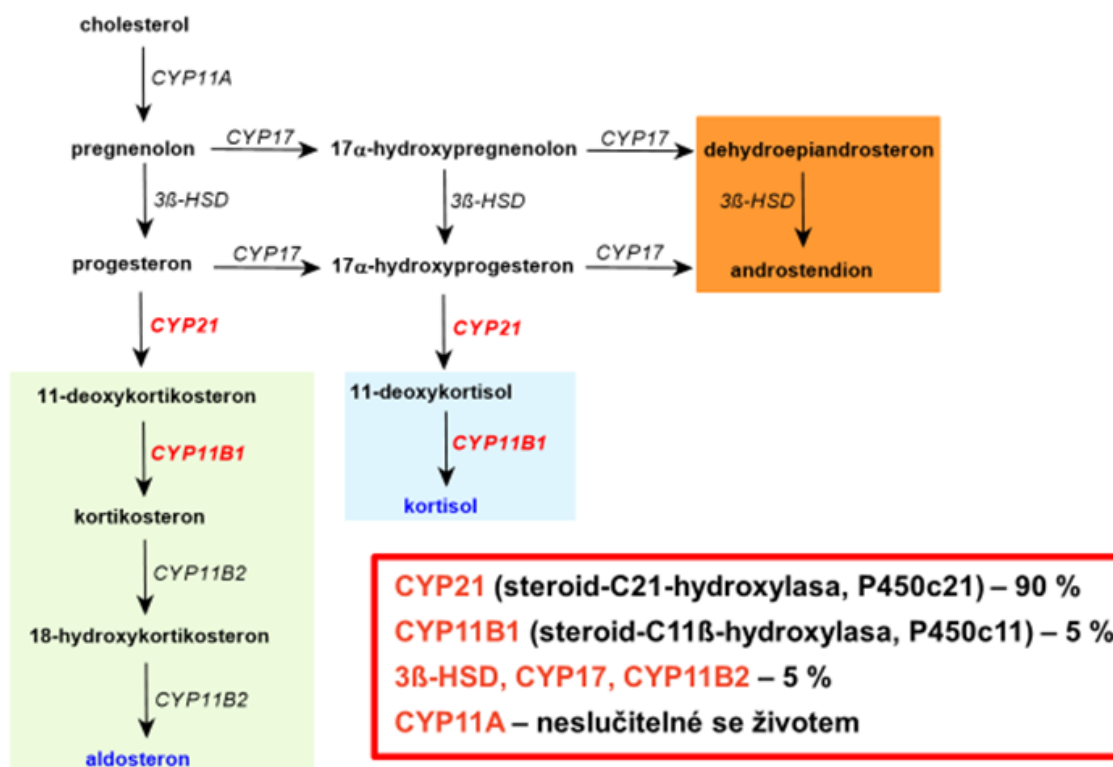 cholesterol
CYP11A
pregnenolon
CYP17
17α-hydroxypregnenolon
CYP17
dehydroepiandrosteron
3ß-HSD
3ß-HSD
3ß-HSD
progesteron
CYP17
17α-hydroxyprogesteron
CYP17
androstendion
CYP21
CYP21
11-deoxykortikosteron
11-deoxykortisol
CYP11B1
CYP11B1
kortikosteron
kortisol
CYP11B2
18-hydroxykortikosteron
CYP11B2
aldosteron
CYP21 (steroid-C21-hydroxylasa, P450c21) – 90 %
CYP11B1 (steroid-C11ß-hydroxylasa, P450c11) – 5 %
3ß-HSD, CYP17, CYP11B2 – 5 %
CYP11A – neslučitelné se životem